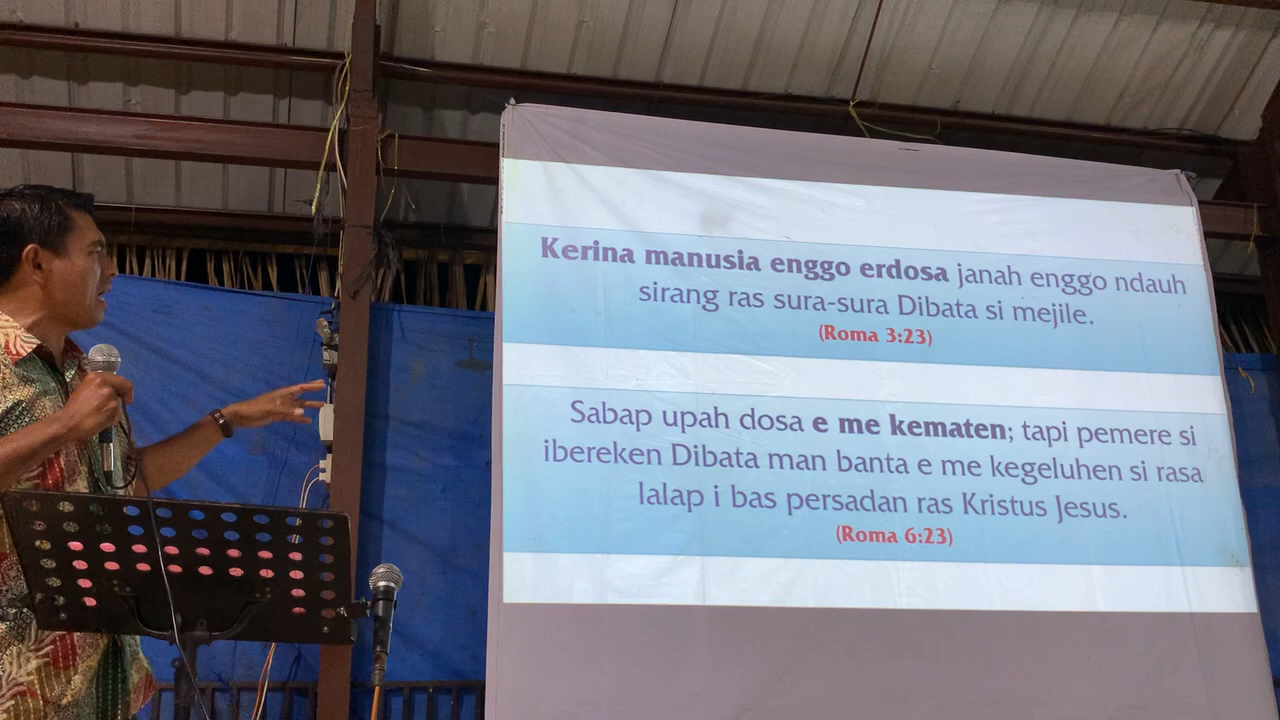 Kerina manusia enggo erdosa janah enggo ndauh
sirang ras sura-sura Dibata si mejile.
(Roma 3:23)
Sabap upah dosa e me kematen; tapi pemere si
ibereken Dibata man banta e me kegeluhen si rasa
lalap i bas persadan ras Kristus Jesus.
(Roma 6:23)